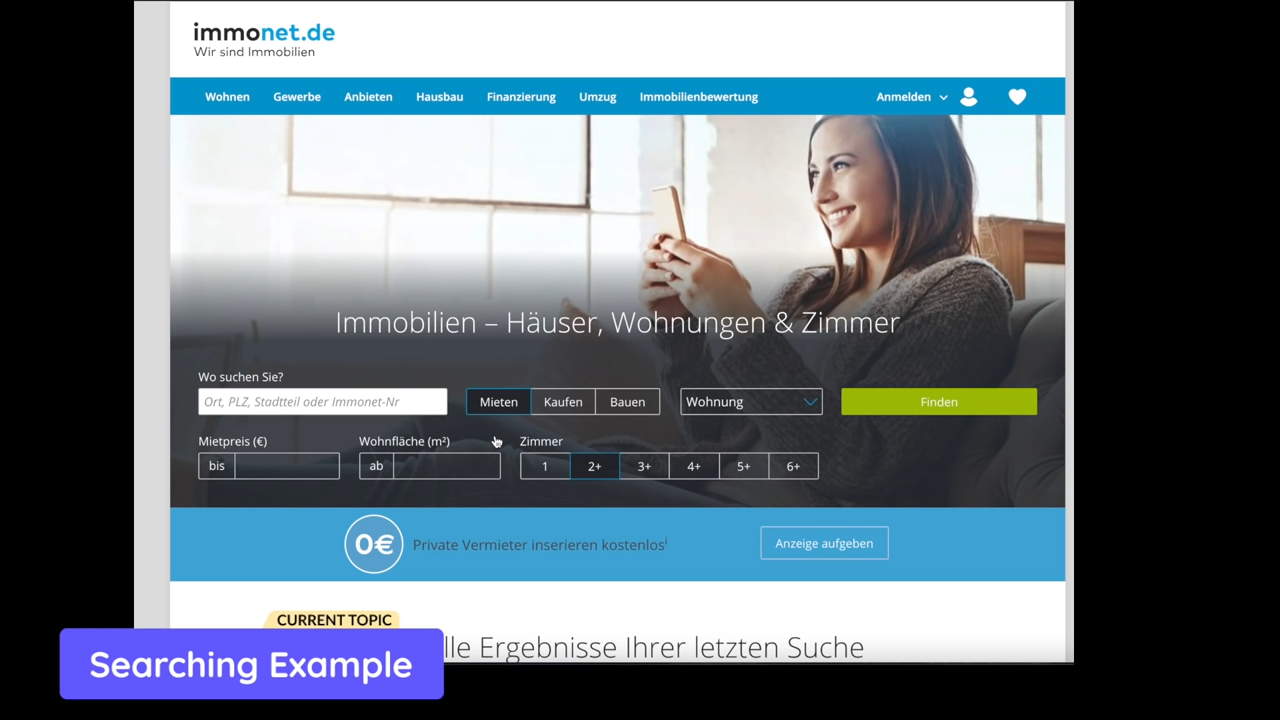 immonet.de
Wir sind Immobilien
Wohnen Gewerbe Anbieten Hausbau Finanzierung Umzug Immobilienbewertung Anmelden
Immobilien – Häuser, Wohnungen & Zimmer
Wo suchen Sie?
Ort, PLZ, Stadtteil oder Immonet-Nr Mieten Kaufen Bauen Wohnung Finden
Mietpreis (€) Wohnfläche (m²) Zimmer
bis ab 1 2+ 3+ 4+ 5+ 6+
0€ Private Vermieter inserieren kostenlosⁱ Anzeige aufgeben
CURRENT TOPIC
lle Ergebnisse Ihrer letzten Suche
Searching Example